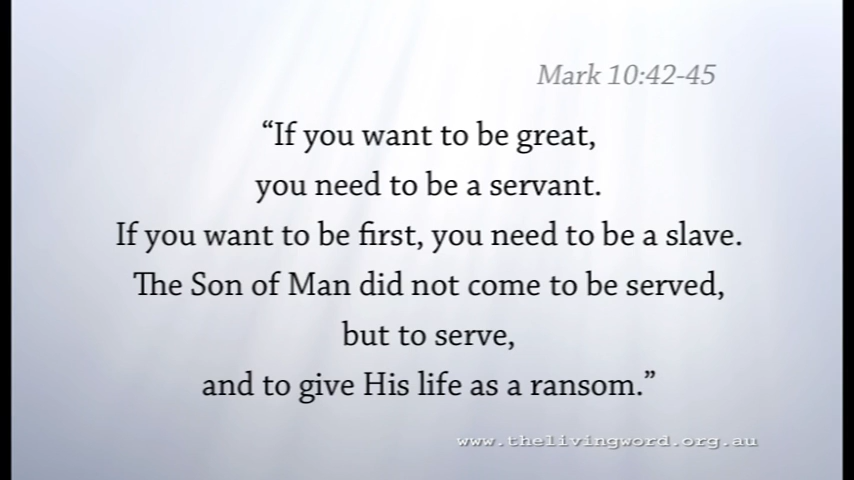 Mark 10:42-45
“If you want to be great,
you need to be a servant.
If you want to be first, you need to be a slave.
The Son of Man did not come to be served,
but to serve,
and to give His life as a ransom.”
www.thelivingword.org.au